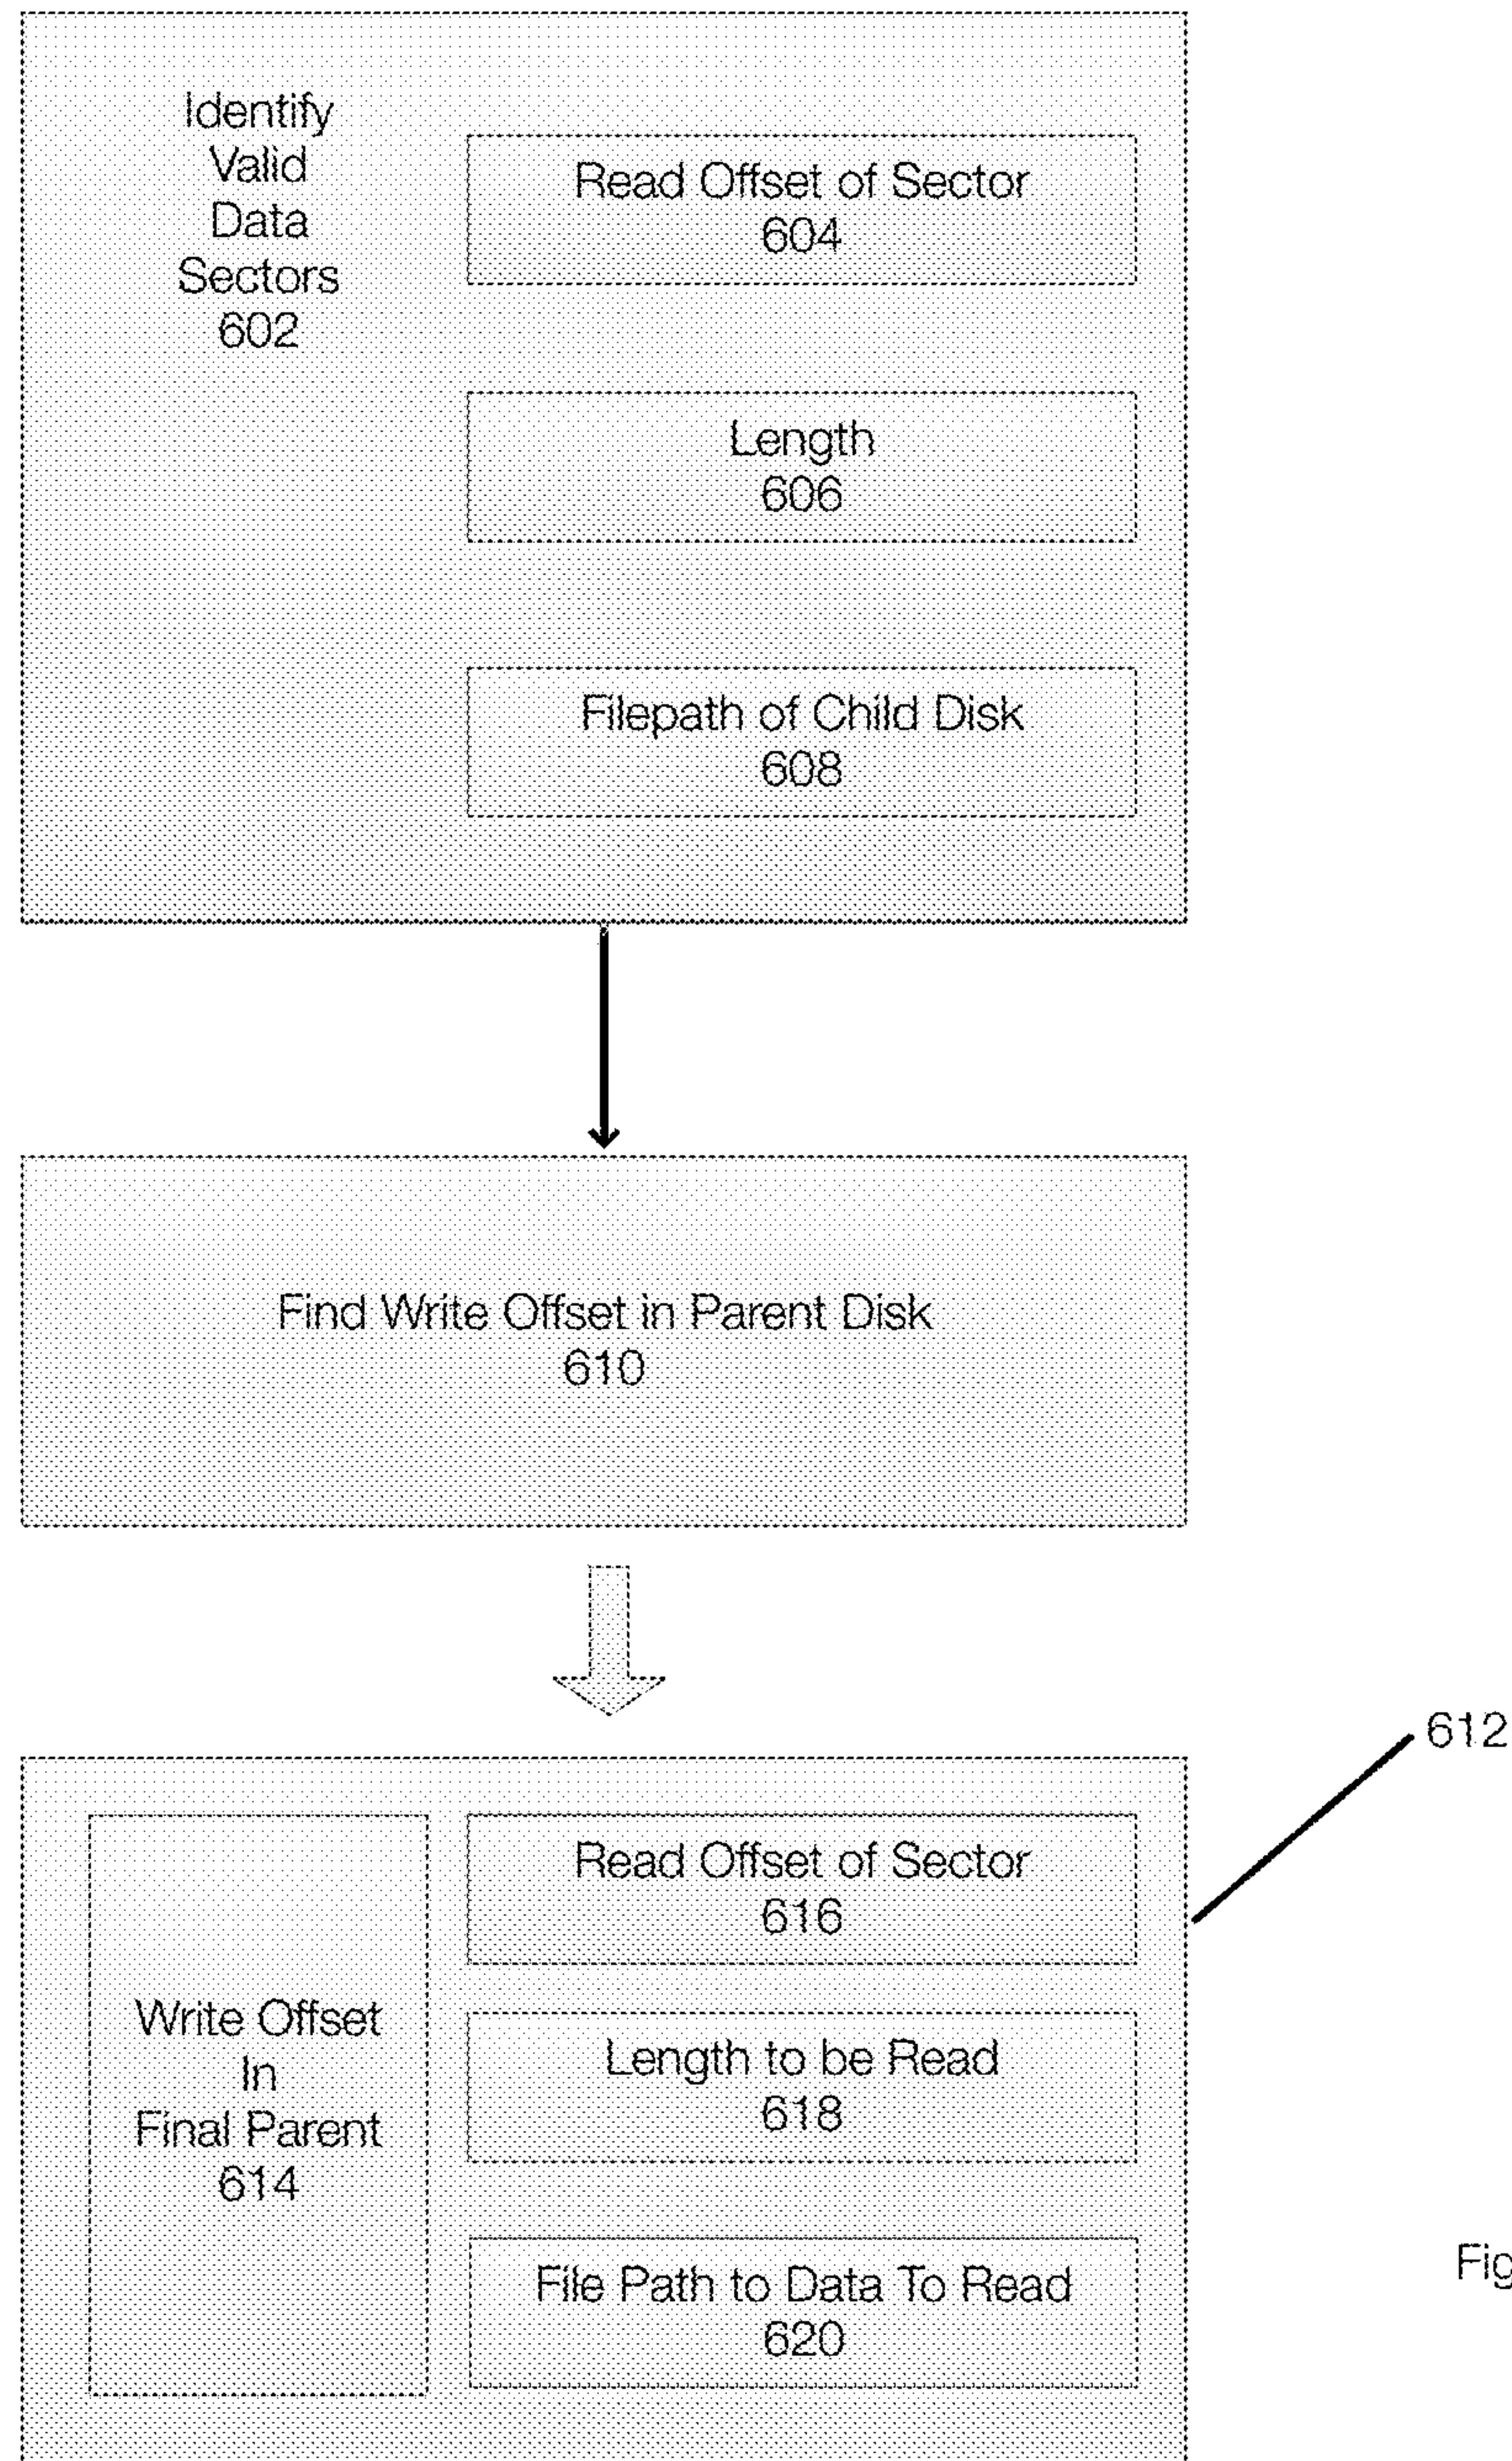 Identify
Valid
Data
Sectors
602
Read Offset of Sector
604
Length
606
Filepath of Child Disk
608
Find Write Offset in Parent Disk
610
612
Write Offset
In
Final Parent
614
Read Offset of Sector
616
Length to be Read
618
File Path to Data To Read
620
Fig